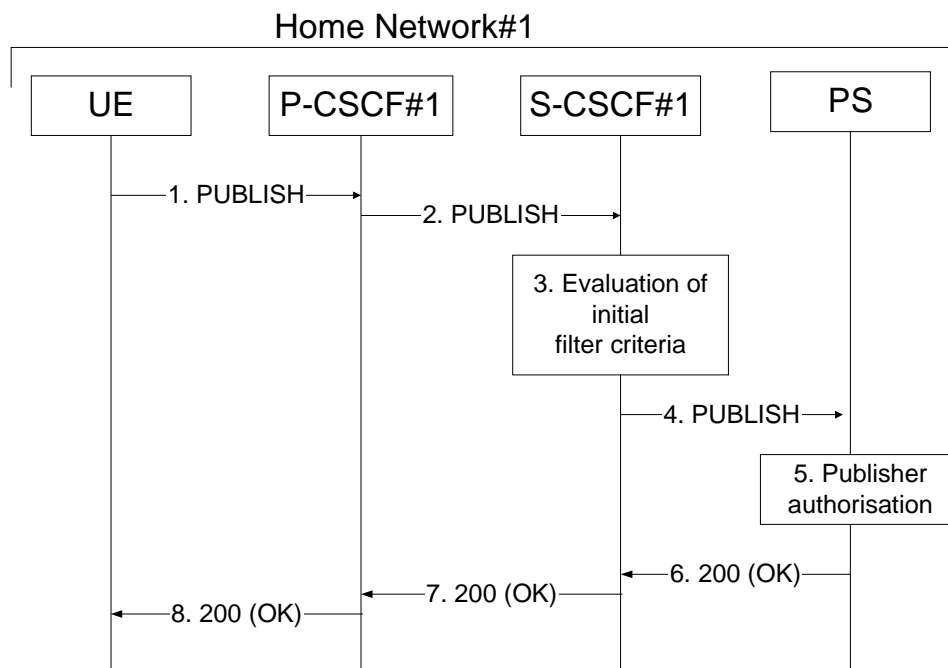 Home Network#1
UE
P-CSCF#1
S-CSCF#1
PS
1. PUBLISH
2. PUBLISH
3. Evaluation of
initial
filter criteria
4. PUBLISH
5. Publisher
authorisation
6. 200 (OK)
7. 200 (OK)
8. 200 (OK)